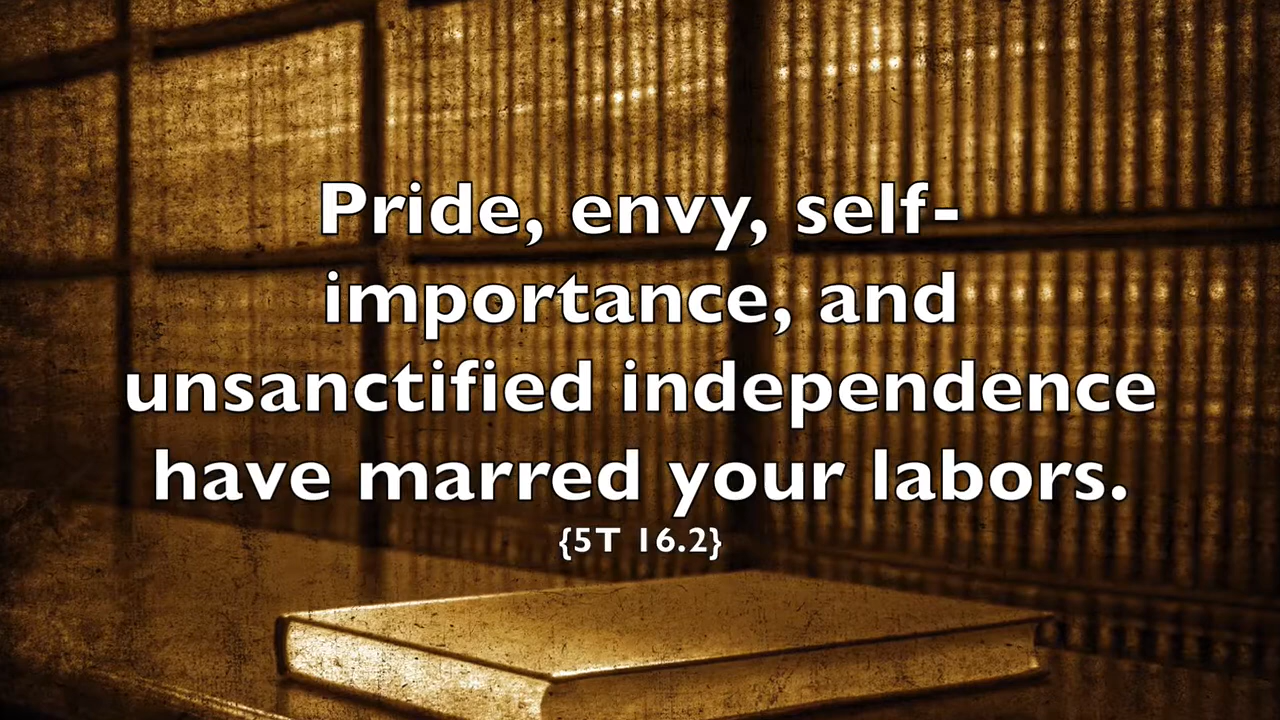 Pride, envy, self-
importance, and
unsanctified independence
have marred your labors.
{5T 16.2}